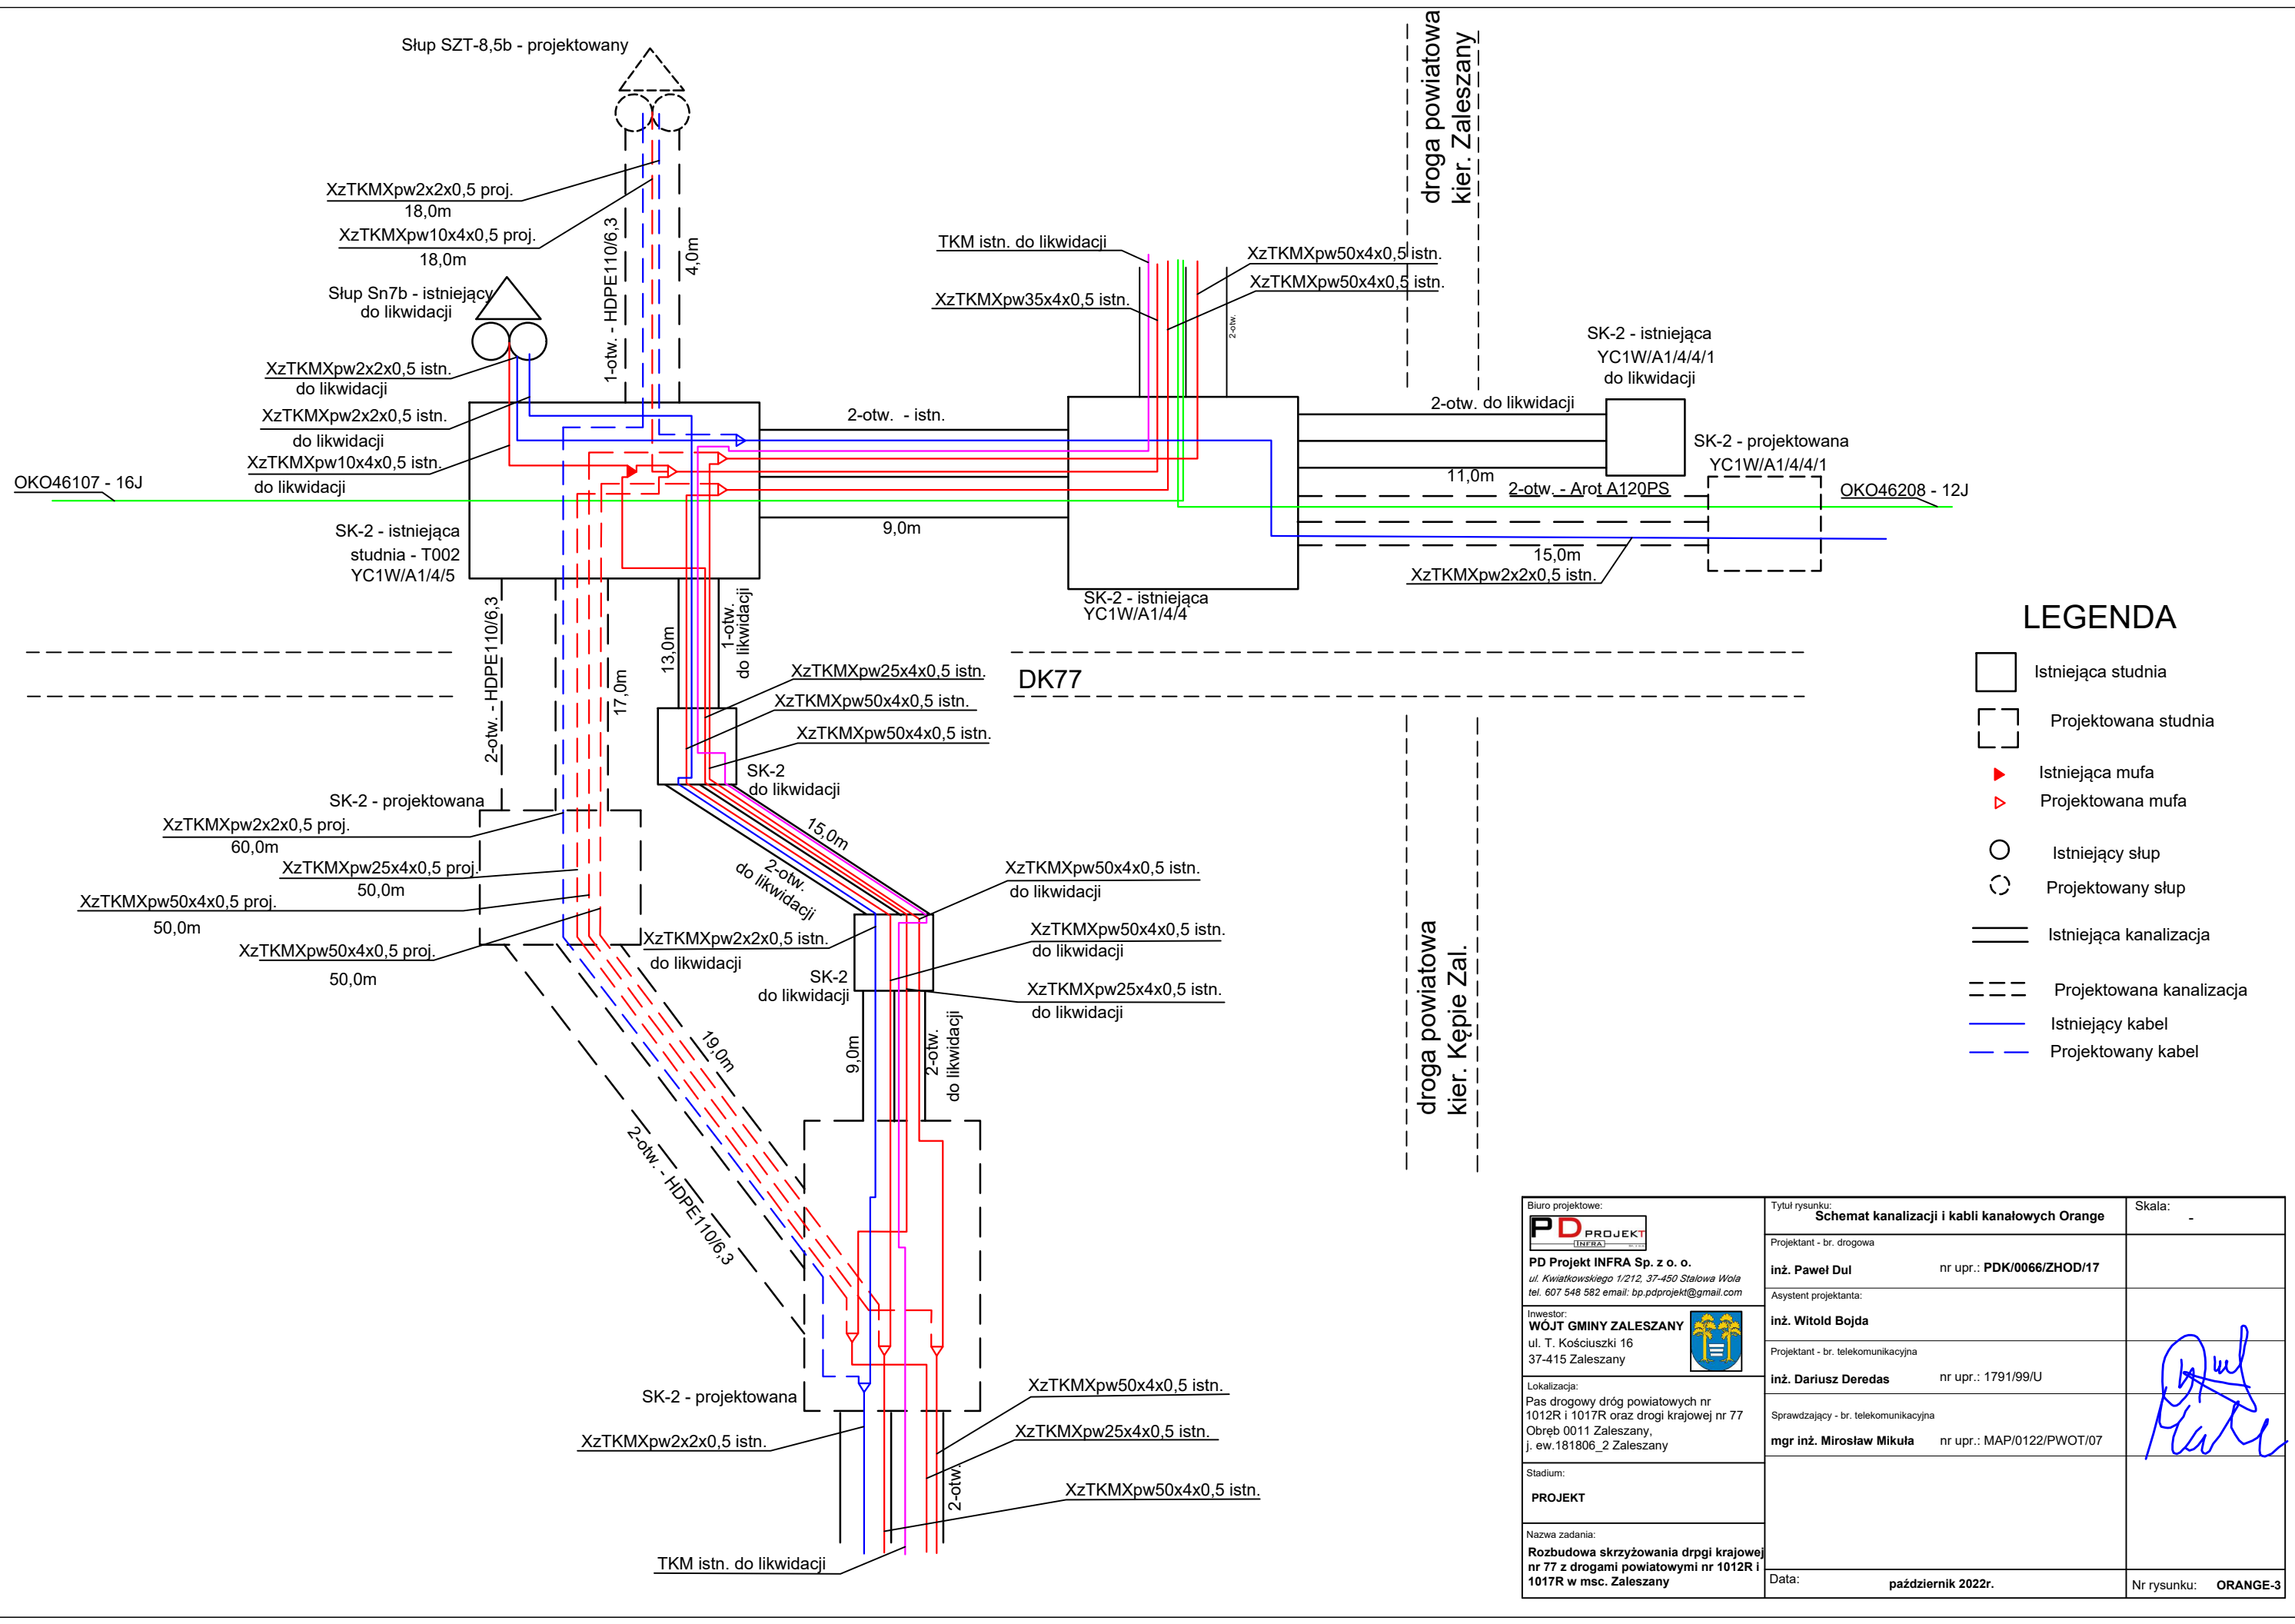 Słup SZT-8,5b - projektowany
droga powiatowa
kier. Zaleszany
XzTKMXpw2x2x0,5 proj.
18,0m
XzTKMXpw10x4x0,5 proj.
18,0m
1-otw. - HDPE110/6,3
4,0m
Słup Sn7b - istniejący
do likwidacji
TKM istn. do likwidacji
XzTKMXpw50x4x0,5 istn.
XzTKMXpw50x4x0,5 istn.
XzTKMXpw35x4x0,5 istn.
2-otw.
SK-2 - istniejąca
YC1W/A1/4/4/1
do likwidacji
XzTKMXpw2x2x0,5 istn.
do likwidacji
XzTKMXpw2x2x0,5 istn.
do likwidacji
XzTKMXpw10x4x0,5 istn.
do likwidacji
2-otw. - istn.
2-otw. do likwidacji
SK-2 - projektowana
YC1W/A1/4/4/1
11,0m
2-otw. - Arot A120PS
OKO46107 - 16J
OKO46208 - 12J
9,0m
15,0m
XzTKMXpw2x2x0,5 istn.
SK-2 - istniejąca
studnia - T002
YC1W/A1/4/5
SK-2 - istniejąca
YC1W/A1/4/4
2-otw. - HDPE110/6,3
17,0m
13,0m
1-otw.
do likwidacji
DK77
XzTKMXpw25x4x0,5 istn.
XzTKMXpw50x4x0,5 istn.
XzTKMXpw50x4x0,5 istn.
SK-2
do likwidacji
LEGENDA
Istniejąca studnia
Projektowana studnia
Istniejąca mufa
Projektowana mufa
Istniejący słup
Projektowany słup
Istniejąca kanalizacja
Projektowana kanalizacja
Istniejący kabel
Projektowany kabel
SK-2 - projektowana
XzTKMXpw2x2x0,5 proj.
60,0m
XzTKMXpw25x4x0,5 proj.
50,0m
XzTKMXpw50x4x0,5 proj.
50,0m
XzTKMXpw50x4x0,5 proj.
50,0m
15,0m
2-otw.
do likwidacji
XzTKMXpw50x4x0,5 istn.
do likwidacji
XzTKMXpw50x4x0,5 istn.
do likwidacji
XzTKMXpw2x2x0,5 istn.
do likwidacji
SK-2
do likwidacji
XzTKMXpw25x4x0,5 istn.
do likwidacji
droga powiatowa
kier. Kępie Zal.
19,0m
2-otw. - HDPE110/6,3
9,0m
2-otw.
do likwidacji
SK-2 - projektowana
XzTKMXpw2x2x0,5 istn.
XzTKMXpw50x4x0,5 istn.
XzTKMXpw25x4x0,5 istn.
2-otw.
XzTKMXpw50x4x0,5 istn.
TKM istn. do likwidacji
Biuro projektowe:
PD PROJEKT
INFRA
PD Projekt INFRA Sp. z o. o.
ul. Kwiatkowskiego 1/212, 37-450 Stalowa Wola
tel. 607 548 582 email: bp.pdprojekt@gmail.com
Inwestor:
WÓJT GMINY ZALESZANY
ul. T. Kościuszki 16
37-415 Zaleszany
Lokalizacja:
Pas drogowy dróg powiatowych nr
1012R i 1017R oraz drogi krajowej nr 77
Obręb 0011 Zaleszany,
j. ew.181806_2 Zaleszany
Stadium:
PROJEKT
Nazwa zadania:
Rozbudowa skrzyżowania drpgi krajowej
nr 77 z drogami powiatowymi nr 1012R i
1017R w msc. Zaleszany
Tytuł rysunku:
Schemat kanalizacji i kabli kanałowych Orange
Skala:
-
Projektant - br. drogowa
inż. Paweł Dul nr upr.: PDK/0066/ZHOD/17
Asystent projektanta:
inż. Witold Bojda
Projektant - br. telekomunikacyjna
inż. Dariusz Deredas nr upr.: 1791/99/U
Sprawdzający - br. telekomunikacyjna
mgr inż. Mirosław Mikuła nr upr.: MAP/0122/PWOT/07
Data:
październik 2022r.
Nr rysunku: ORANGE-3